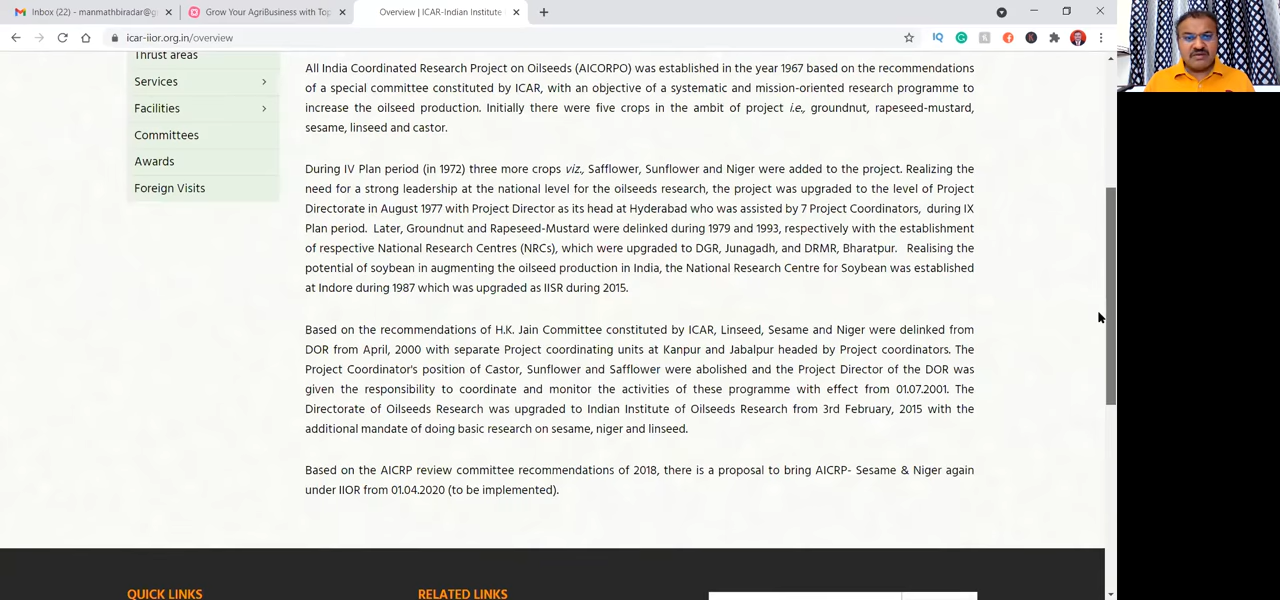 Inbox (22) - manmathbiradar@g
Grow Your AgriBusiness with Top
Overview | ICAR-Indian Institute
icar-iior.org.in/overview
Thrust areas
Services
Facilities
Committees
Awards
Foreign Visits
All India Coordinated Research Project on Oilseeds (AICORPO) was established in the year 1967 based on the recommendations
of a special committee constituted by ICAR, with an objective of a systematic and mission-oriented research programme to
increase the oilseed production. Initially there were five crops in the ambit of project i.e., groundnut, rapeseed-mustard,
sesame, linseed and castor.
During IV Plan period (in 1972) three more crops viz., Safflower, Sunflower and Niger were added to the project. Realizing the
need for a strong leadership at the national level for the oilseeds research, the project was upgraded to the level of Project
Directorate in August 1977 with Project Director as its head at Hyderabad who was assisted by 7 Project Coordinators, during IX
Plan period. Later, Groundnut and Rapeseed-Mustard were delinked during 1979 and 1993, respectively with the establishment
of respective National Research Centres (NRCs), which were upgraded to DGR, Junagadh, and DRMR, Bharatpur. Realising the
potential of soybean in augmenting the oilseed production in India, the National Research Centre for Soybean was established
at Indore during 1987 which was upgraded as IISR during 2015.
Based on the recommendations of H.K. Jain Committee constituted by ICAR, Linseed, Sesame and Niger were delinked from
DOR from April, 2000 with separate Project coordinating units at Kanpur and Jabalpur headed by Project coordinators. The
Project Coordinator's position of Castor, Sunflower and Safflower were abolished and the Project Director of the DOR was
given the responsibility to coordinate and monitor the activities of these programme with effect from 01.07.2001. The
Directorate of Oilseeds Research was upgraded to Indian Institute of Oilseeds Research from 3rd February, 2015 with the
additional mandate of doing basic research on sesame, niger and linseed.
Based on the AICRP review committee recommendations of 2018, there is a proposal to bring AICRP- Sesame & Niger again
under IIOR from 01.04.2020 (to be implemented).
QUICK LINKS
RELATED LINKS